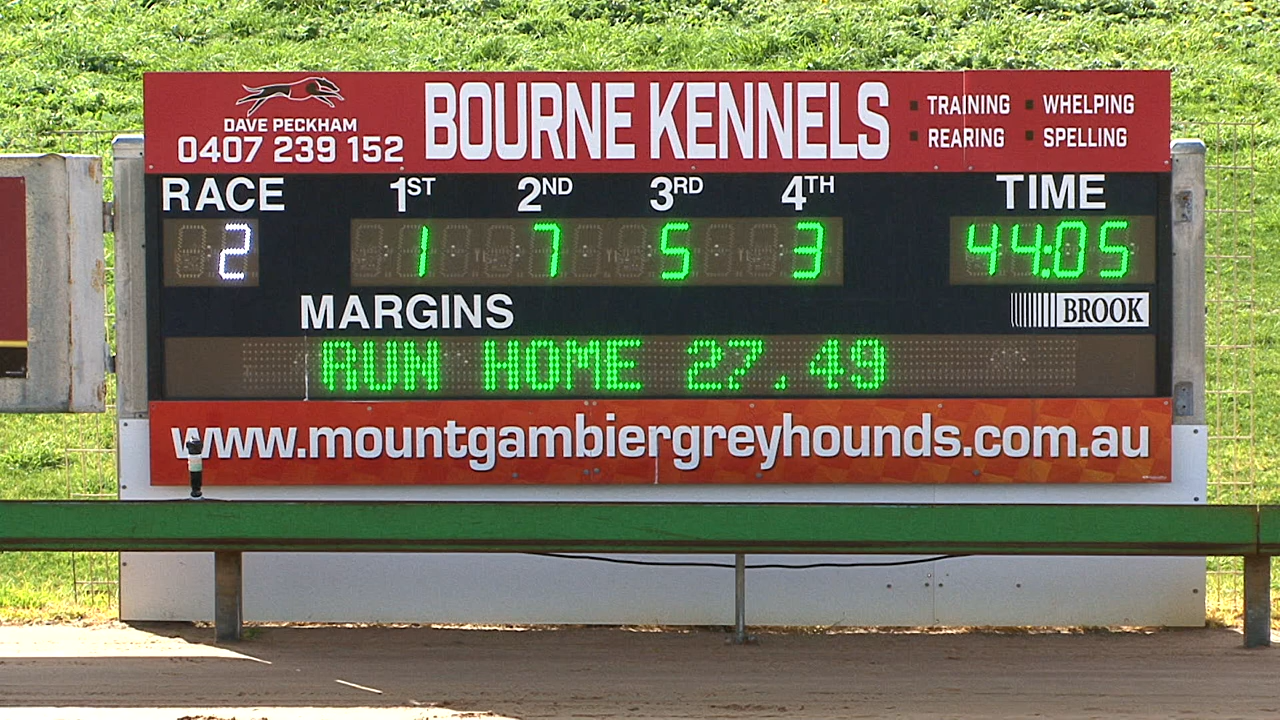 BOURNE KENNELS
DAVE PECKHAM
0407 239 152
TRAINING WHELPING
REARING SPELLING
RACE 1ST 2ND 3RD 4TH TIME
2 1 7 5 3 44:05
MARGINS
BROOK
RUN HOME 27.49
www.mountgambiergreyhounds.com.au